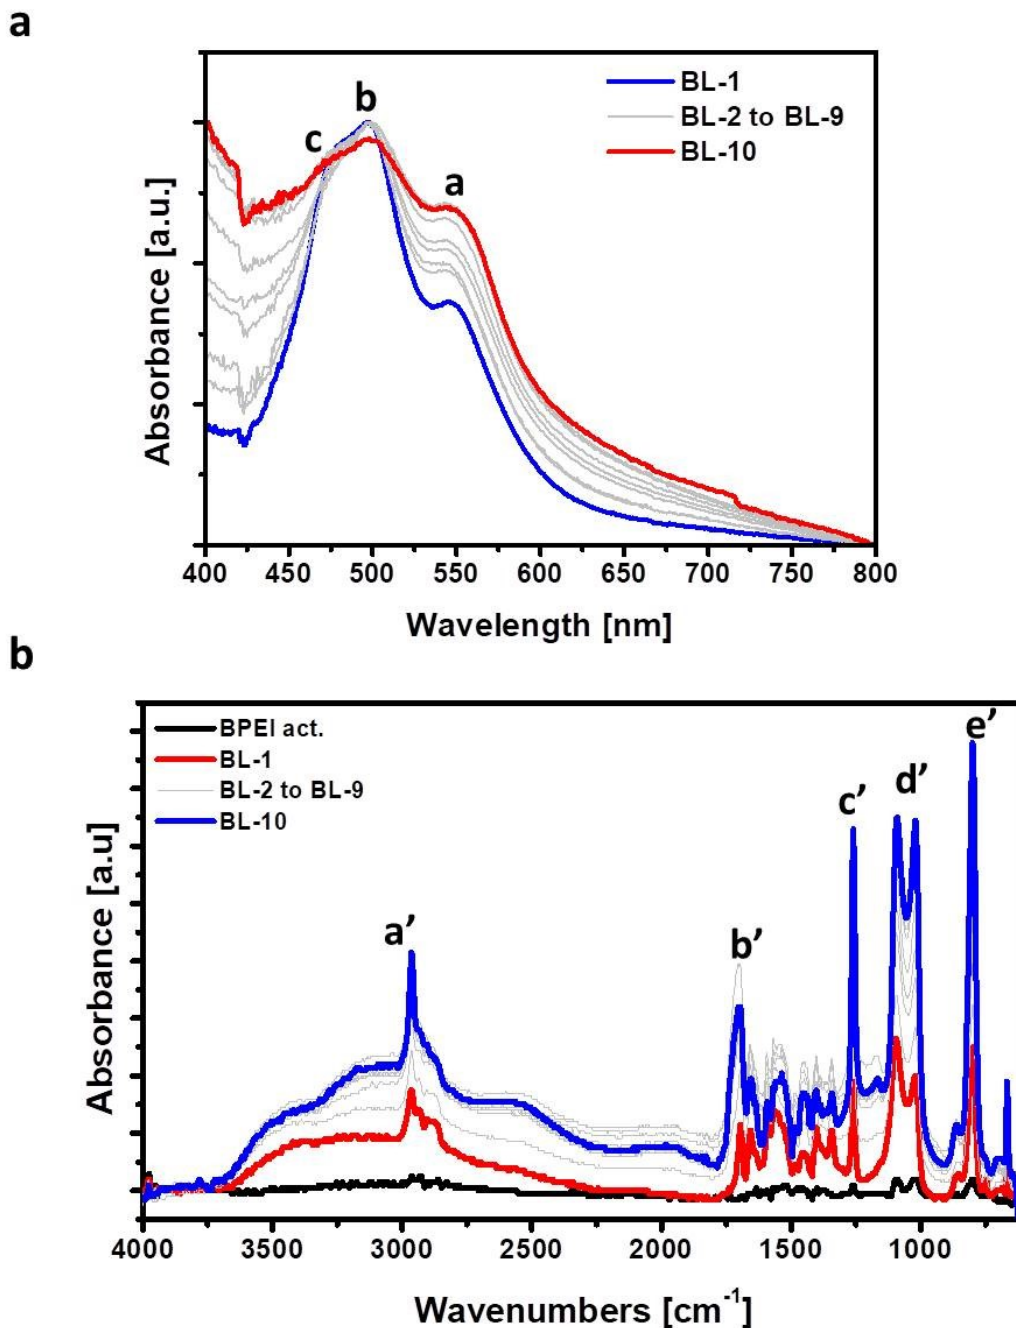 a
BL-1
BL-2 to BL-9
BL-10
b
c
a
Absorbance [a.u.]
400 450 500 550 600 650 700 750 800
Wavelength [nm]
b
BPEI act.
BL-1
BL-2 to BL-9
BL-10
a’
b’
c’
d’
e’
Absorbance [a.u]
4000 3500 3000 2500 2000 1500 1000
Wavenumbers [cm⁻¹]